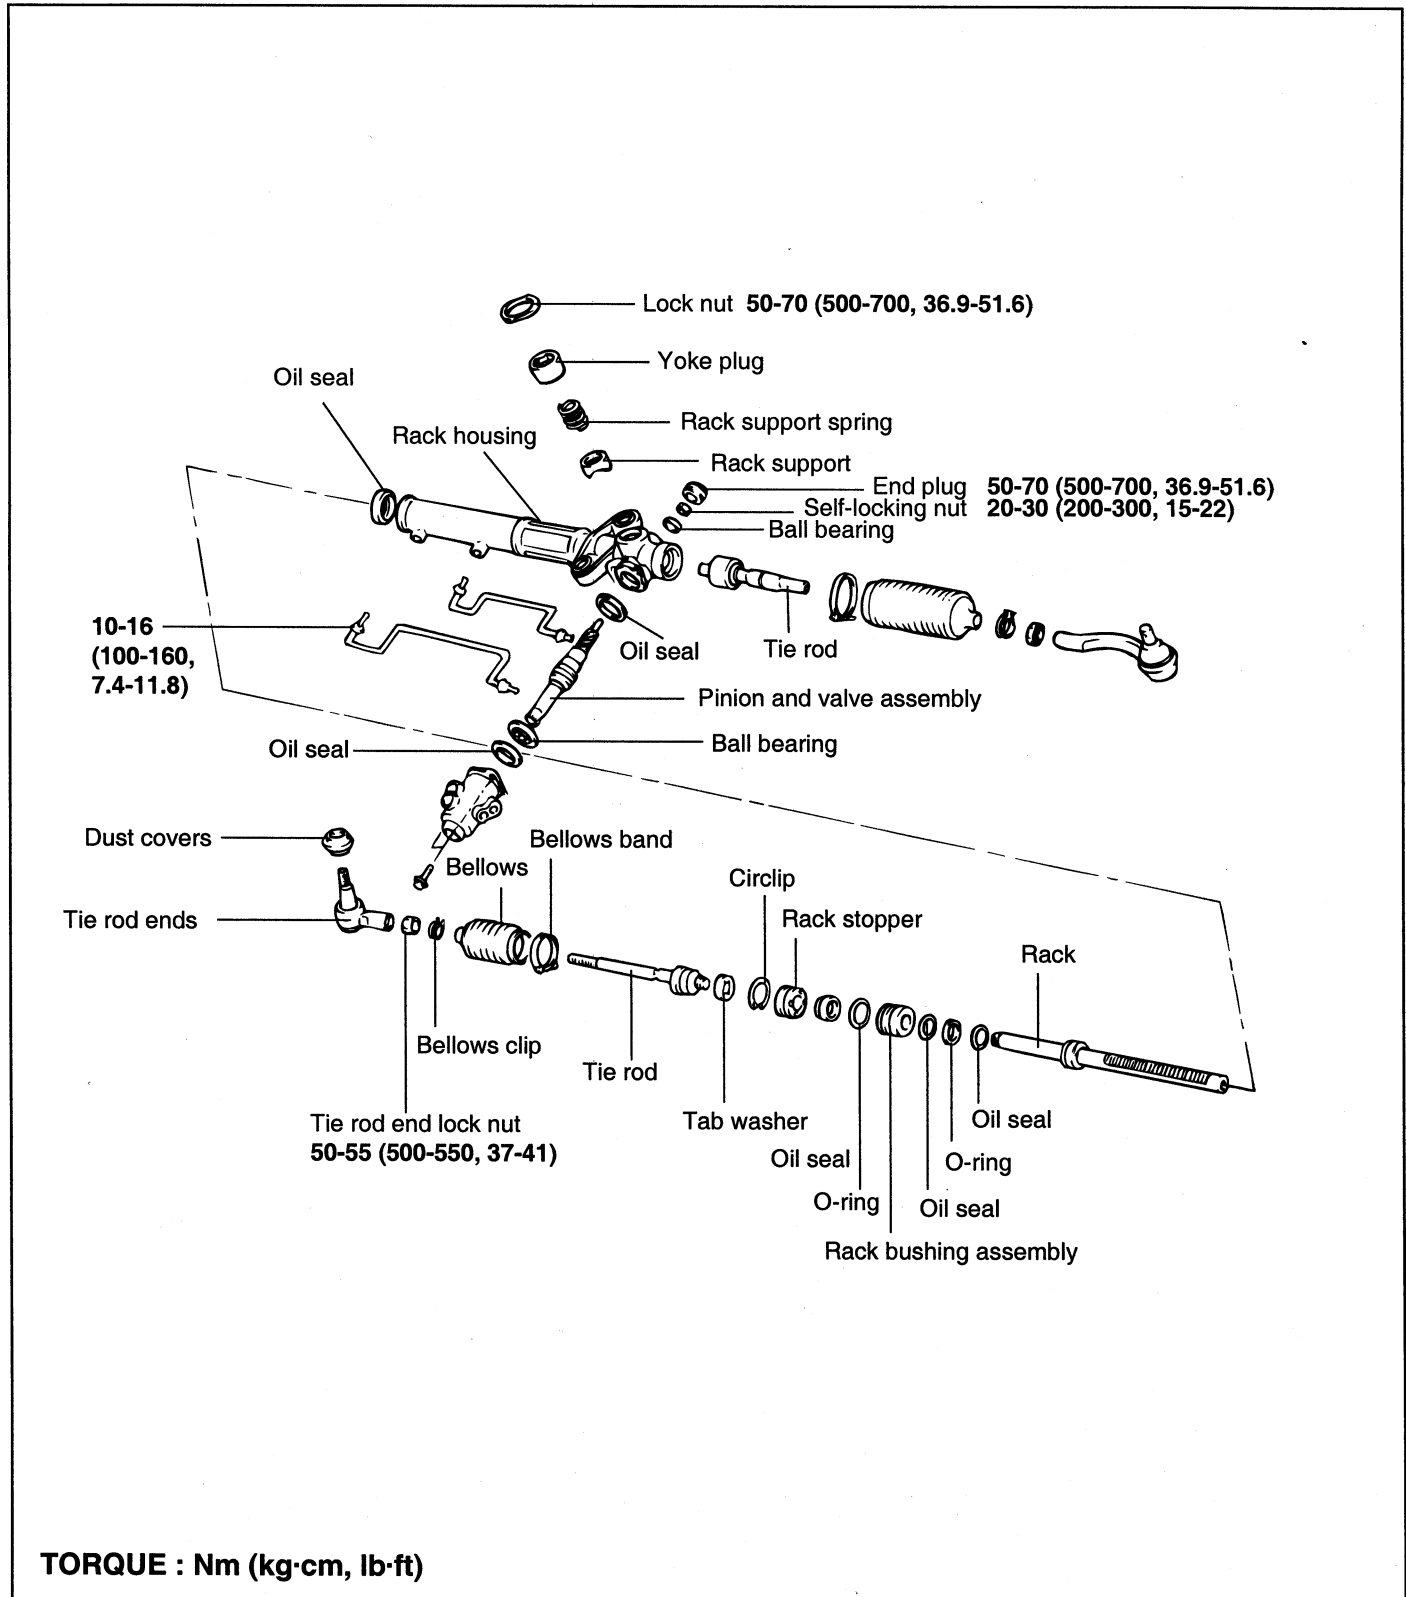 Lock nut 50-70 (500-700, 36.9-51.6)
Yoke plug
Oil seal
Rack support spring
Rack housing
Rack support
End plug 50-70 (500-700, 36.9-51.6)
Self-locking nut 20-30 (200-300, 15-22)
Ball bearing
10-16
(100-160,
7.4-11.8)
Oil seal
Tie rod
Pinion and valve assembly
Oil seal
Ball bearing
Dust covers
Bellows band
Bellows
Circlip
Tie rod ends
Rack stopper
Rack
Bellows clip
Tie rod
Tie rod end lock nut
50-55 (500-550, 37-41)
Tab washer
Oil seal
Oil seal
O-ring
O-ring
Oil seal
Rack bushing assembly
TORQUE : Nm (kg·cm, lb·ft)